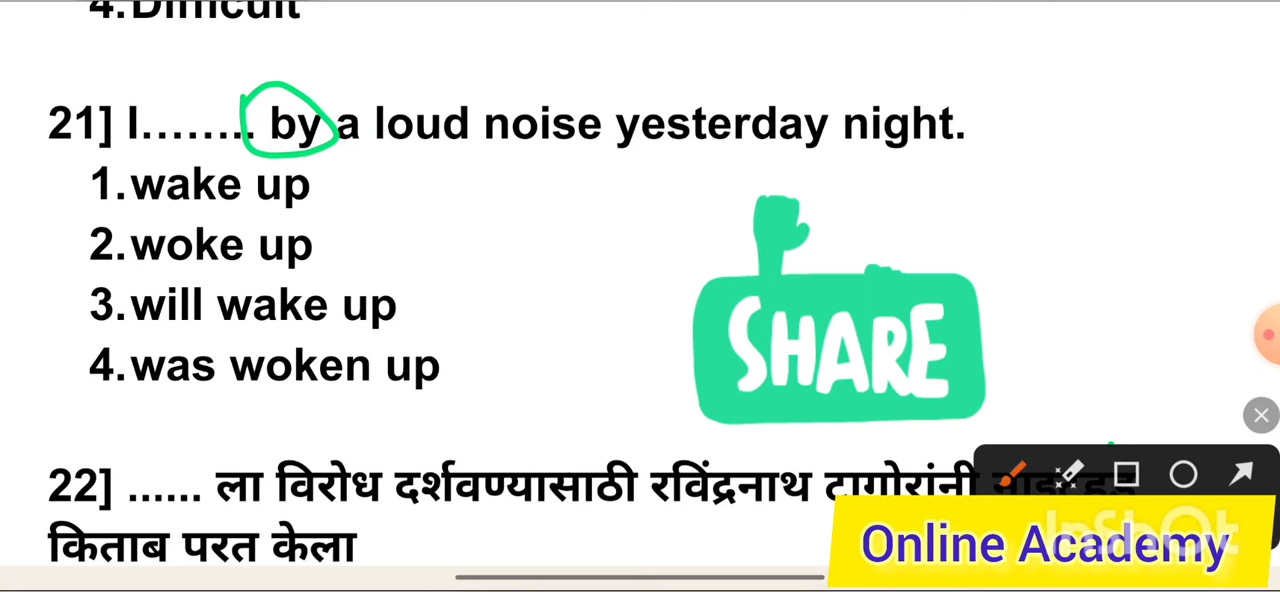 4.Difficult
21] I........ by a loud noise yesterday night.
1.wake up
2.woke up
3.will wake up
4.was woken up
SHARE
22] ...... ला विरोध दर्शवण्यासाठी रविंद्रनाथ टागोरांनी
किताब परत केला
Online Academy
InShOt